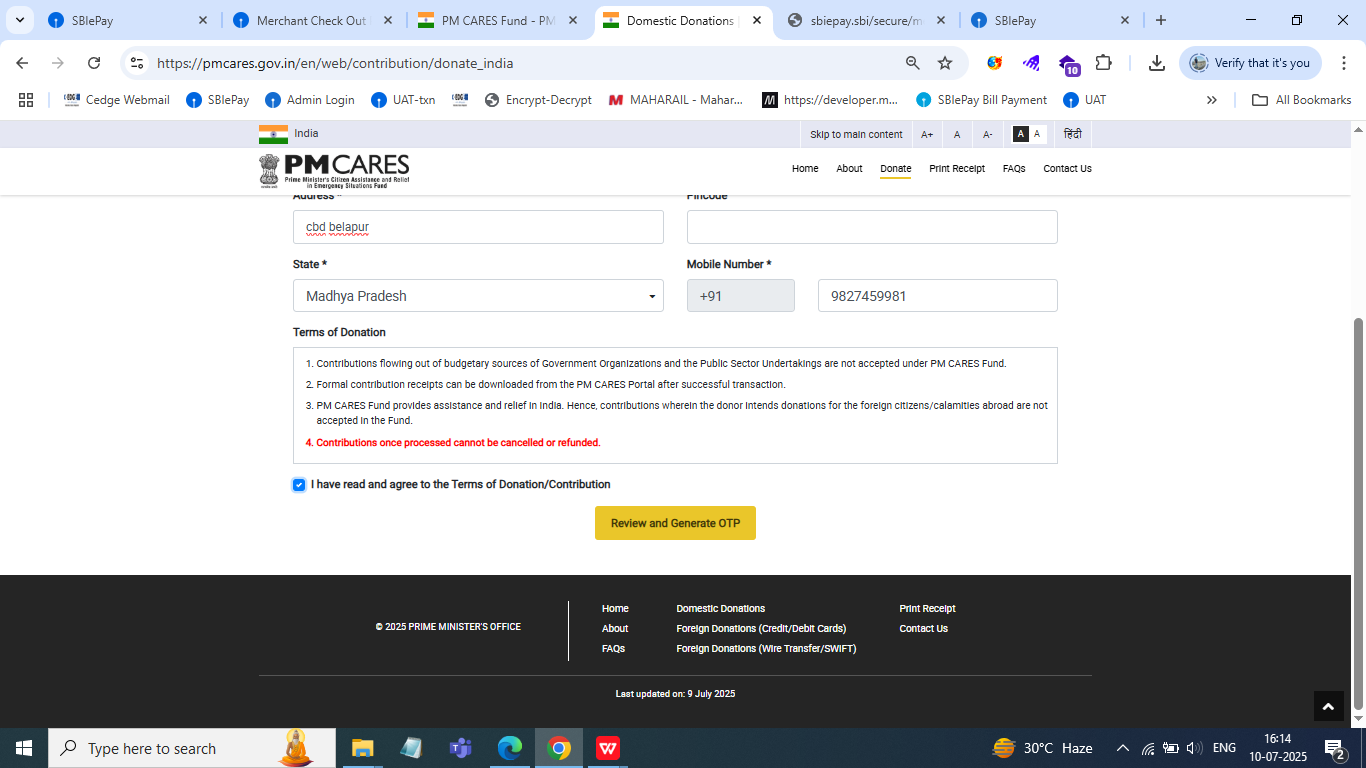 SBIePay
Merchant Check Out
PM CARES Fund - PM
Domestic Donations
sbiepay.sbi/secure/m
SBIePay
https://pmcares.gov.in/en/web/contribution/donate_india
10
Verify that it's you
Cedge Webmail
SBIePay
Admin Login
UAT-txn
Encrypt-Decrypt
MAHARAIL - Mahar...
https://developer.m...
SBIePay Bill Payment
UAT
All Bookmarks
India
Skip to main content
A+
A
A-
A A
हिंदी
PMCARES
Prime Minister's Citizen Assistance and Relief
in Emergency Situations Fund
Home About Donate Print Receipt FAQs Contact Us
Address *
Pincode
cbd belapur
State *
Mobile Number *
Madhya Pradesh
+91
9827459981
Terms of Donation
1. Contributions flowing out of budgetary sources of Government Organizations and the Public Sector Undertakings are not accepted under PM CARES Fund.
2. Formal contribution receipts can be downloaded from the PM CARES Portal after successful transaction.
3. PM CARES Fund provides assistance and relief in India. Hence, contributions wherein the donor intends donations for the foreign citizens/calamities abroad are not
accepted in the Fund.
4. Contributions once processed cannot be cancelled or refunded.
I have read and agree to the Terms of Donation/Contribution
Review and Generate OTP
© 2025 PRIME MINISTER'S OFFICE
Home
About
FAQs
Domestic Donations
Foreign Donations (Credit/Debit Cards)
Foreign Donations (Wire Transfer/SWIFT)
Print Receipt
Contact Us
Last updated on: 9 July 2025
Type here to search
30°C Haze
ENG
16:14
10-07-2025
2